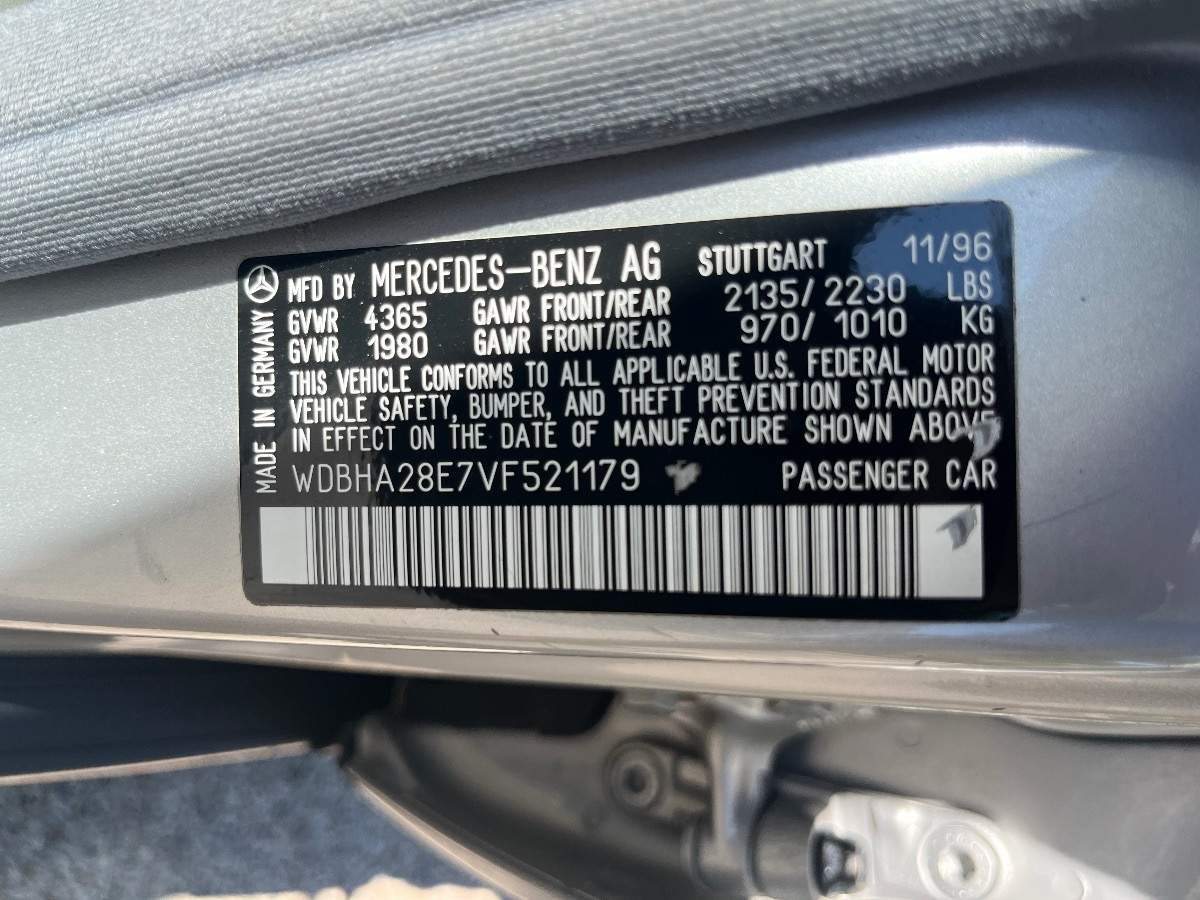 MFD BY MERCEDES-BENZ AG STUTTGART 11/96
GVWR 4365 GAWR FRONT/REAR 2135/2230 LBS
GVWR 1980 GAWR FRONT/REAR 970/1010 KG
THIS VEHICLE CONFORMS TO ALL APPLICABLE U.S. FEDERAL MOTOR
VEHICLE SAFETY, BUMPER, AND THEFT PREVENTION STANDARDS
IN EFFECT ON THE DATE OF MANUFACTURE SHOWN ABOVE
WDBHA28E7VF521179 PASSENGER CAR
MADE IN GERMANY